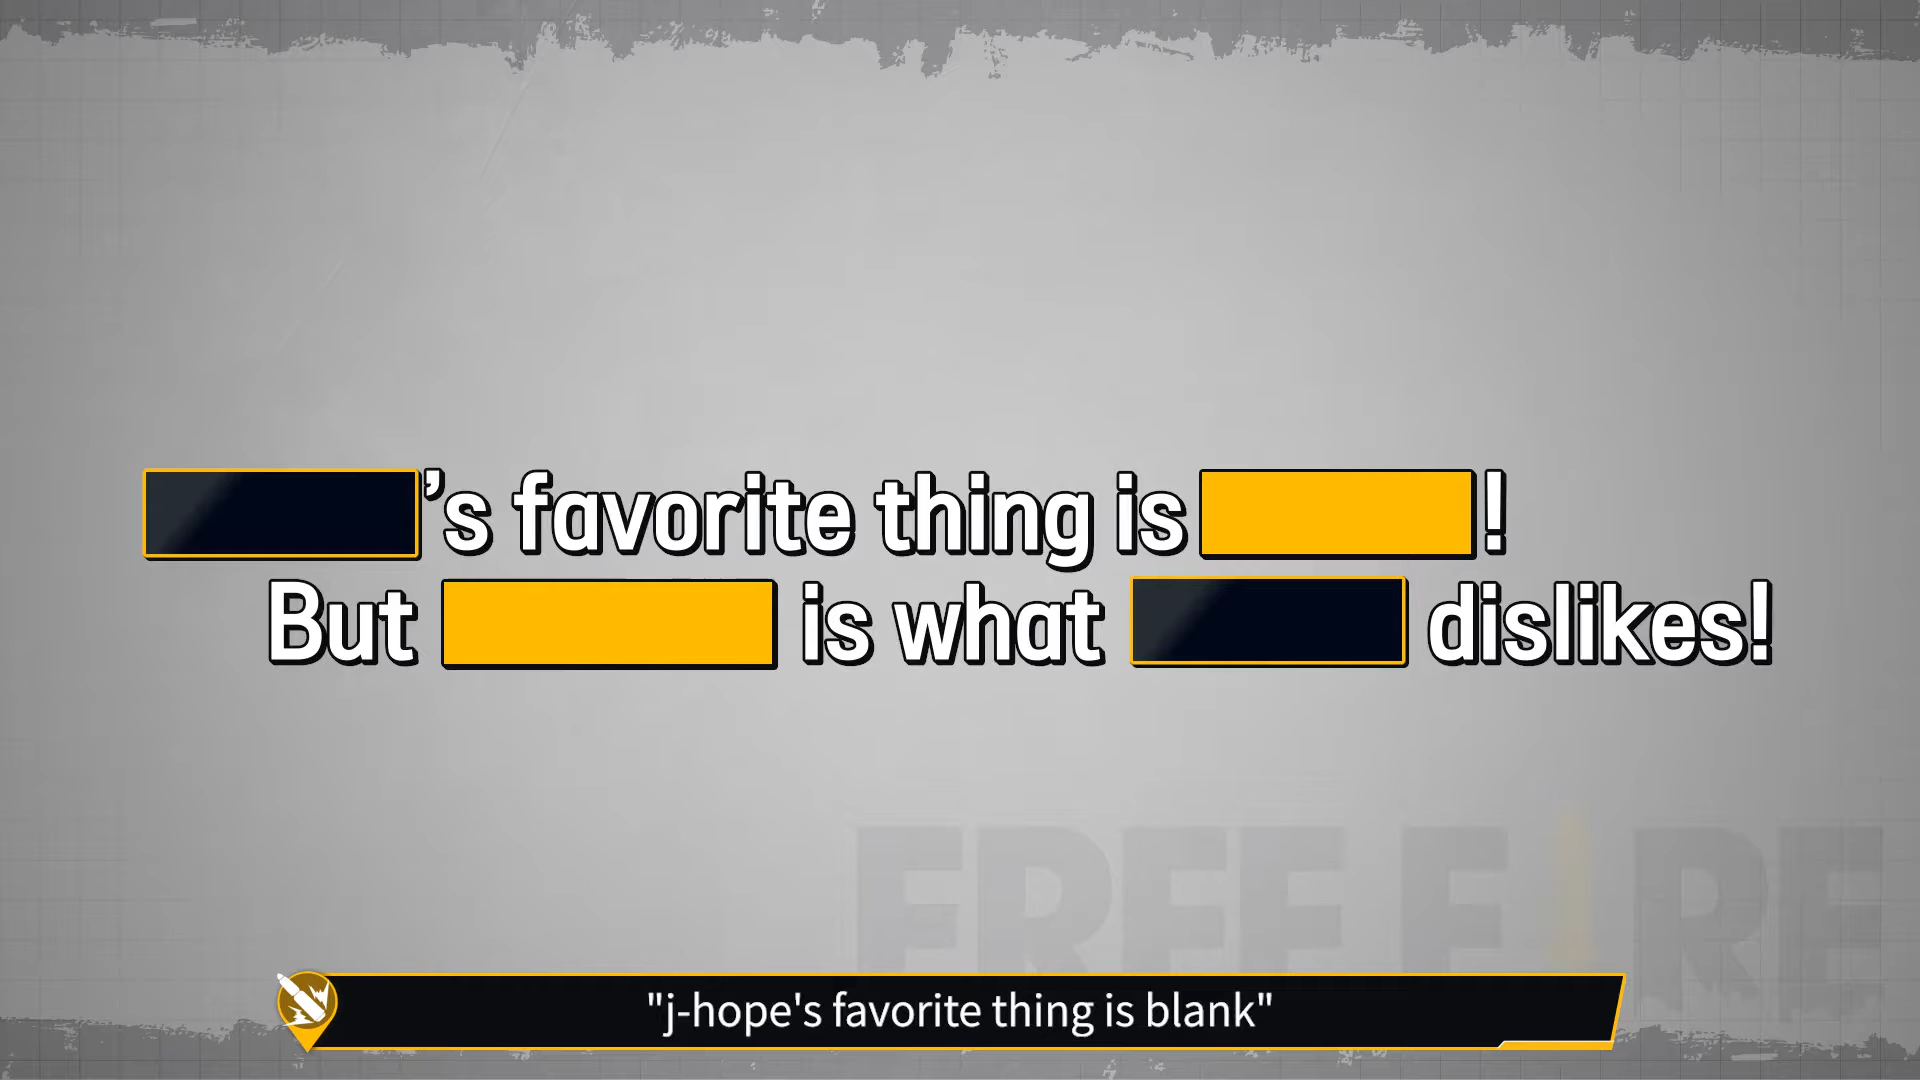 ’s favorite thing is !
But is what dislikes!
FREE FIRE
"j-hope's favorite thing is blank"